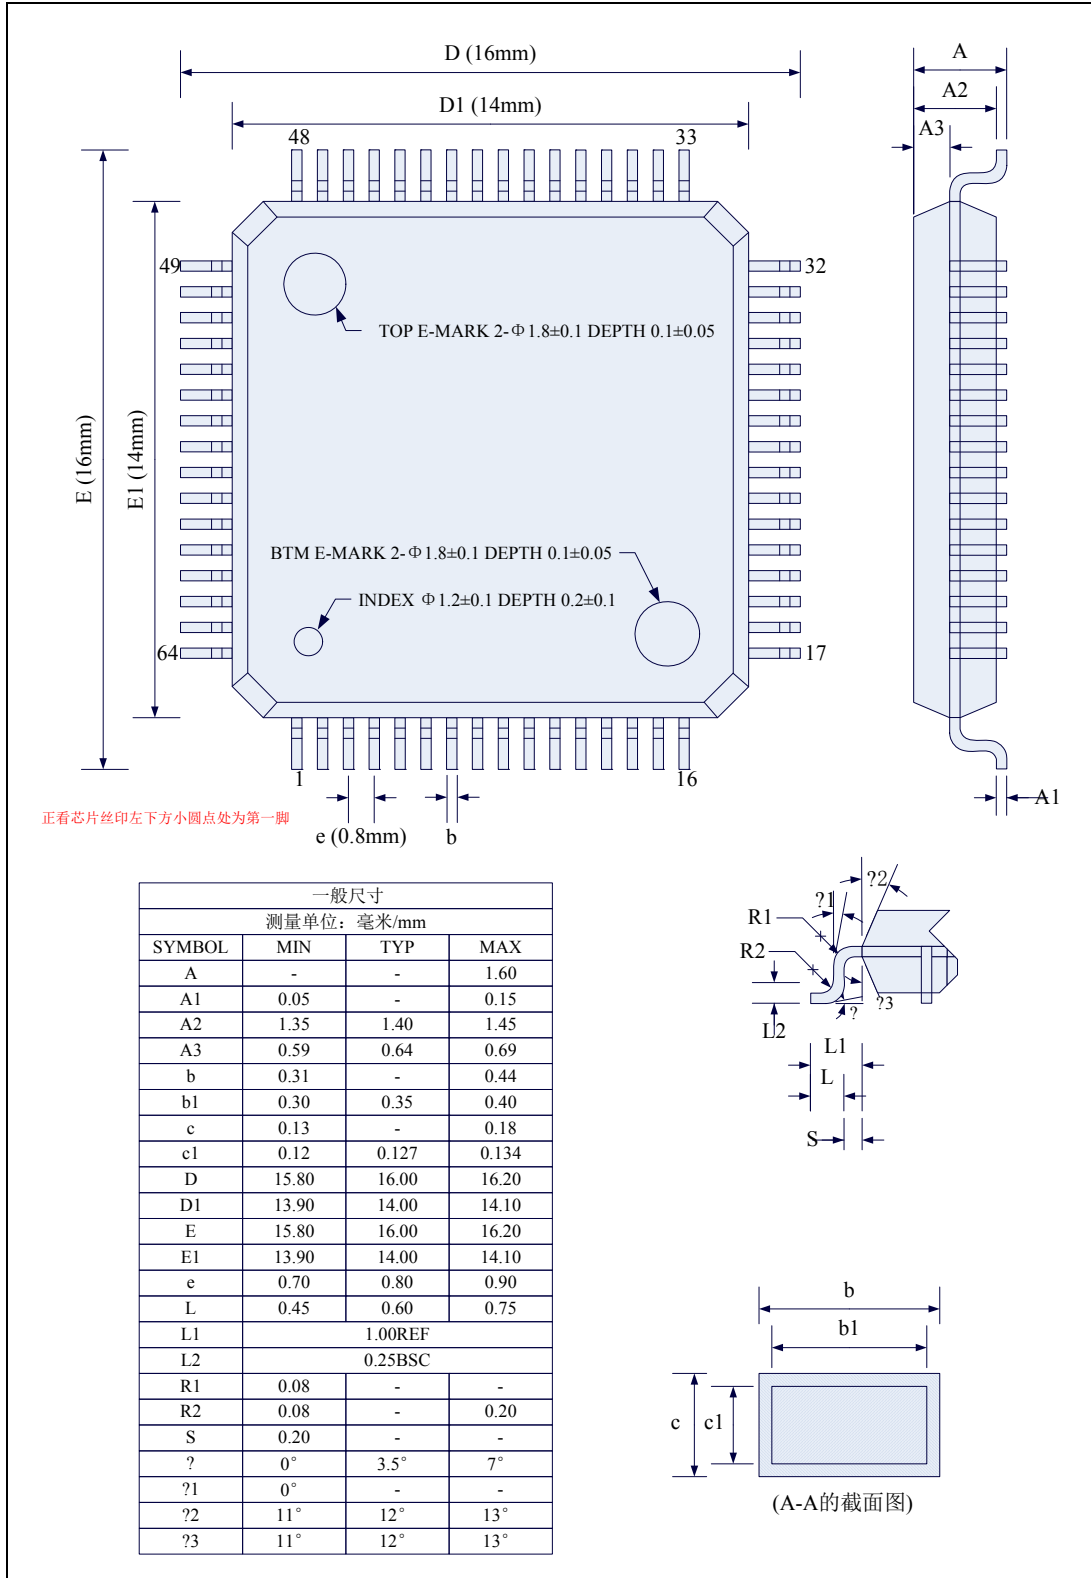 D (16mm)
D1 (14mm)
48
33
49
32
TOP E-MARK 2-Φ1.8±0.1 DEPTH 0.1±0.05
E (16mm)
E1 (14mm)
BTM E-MARK 2-Φ1.8±0.1 DEPTH 0.1±0.05
INDEX Φ1.2±0.1 DEPTH 0.2±0.1
64
17
1
16
正看芯片丝印左下方小圆点处为第一脚
e (0.8mm)
b
A
A2
A3
A1
一般尺寸
测量单位：毫米/mm
SYMBOL MIN TYP MAX
A - - 1.60
A1 0.05 - 0.15
A2 1.35 1.40 1.45
A3 0.59 0.64 0.69
b 0.31 - 0.44
b1 0.30 0.35 0.40
c 0.13 - 0.18
c1 0.12 0.127 0.134
D 15.80 16.00 16.20
D1 13.90 14.00 14.10
E 15.80 16.00 16.20
E1 13.90 14.00 14.10
e 0.70 0.80 0.90
L 0.45 0.60 0.75
L1 1.00REF
L2 0.25BSC
R1 0.08 - -
R2 0.08 - 0.20
S 0.20 - -
? 0° 3.5° 7°
?1 0° - -
?2 11° 12° 13°
?3 11° 12° 13°
?2
?1
R1
R2
?3
?
L2
L1
L
S
b
b1
c
c1
(A-A的截面图)